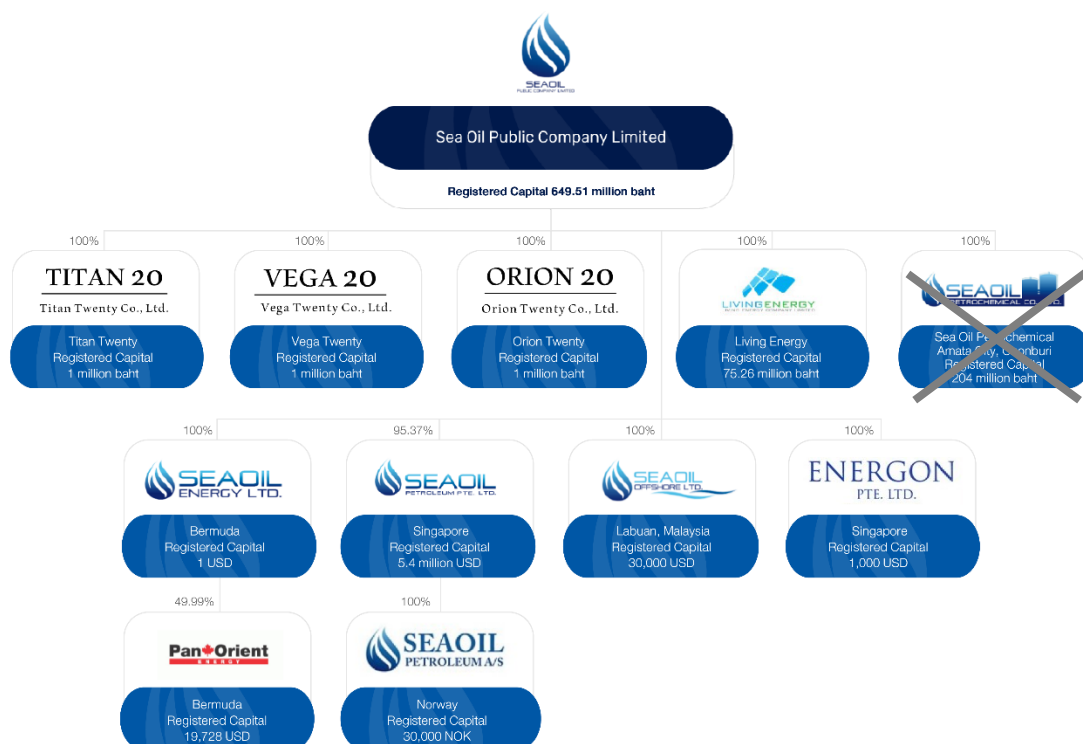 SEAOIL
PUBLIC COMPANY LIMITED
Sea Oil Public Company Limited
Registered Capital 649.51 million baht
100%
100%
100%
100%
100%
TITAN 20
Titan Twenty Co., Ltd.
Titan Twenty
Registered Capital
1 million baht
VEGA 20
Vega Twenty Co., Ltd.
Vega Twenty
Registered Capital
1 million baht
ORION 20
Orion Twenty Co., Ltd.
Orion Twenty
Registered Capital
1 million baht
LIVINGENERGY
Living Energy
Registered Capital
75.26 million baht
SEAOIL
PETROCHEMICAL CO., LTD.
Sea Oil Petrochemical
Amata City, Chonburi
Registered Capital
204 million baht
100%
95.37%
100%
100%
SEAOIL
ENERGY LTD.
Bermuda
Registered Capital
1 USD
SEAOIL
PETROLEUM PTE. LTD.
Singapore
Registered Capital
5.4 million USD
SEAOIL
OFFSHORE LTD.
Labuan, Malaysia
Registered Capital
30,000 USD
ENERGON
PTE. LTD.
Singapore
Registered Capital
1,000 USD
49.99%
100%
Pan Orient
ENERGY
Bermuda
Registered Capital
19,728 USD
SEAOIL
PETROLEUM A/S
Norway
Registered Capital
30,000 NOK